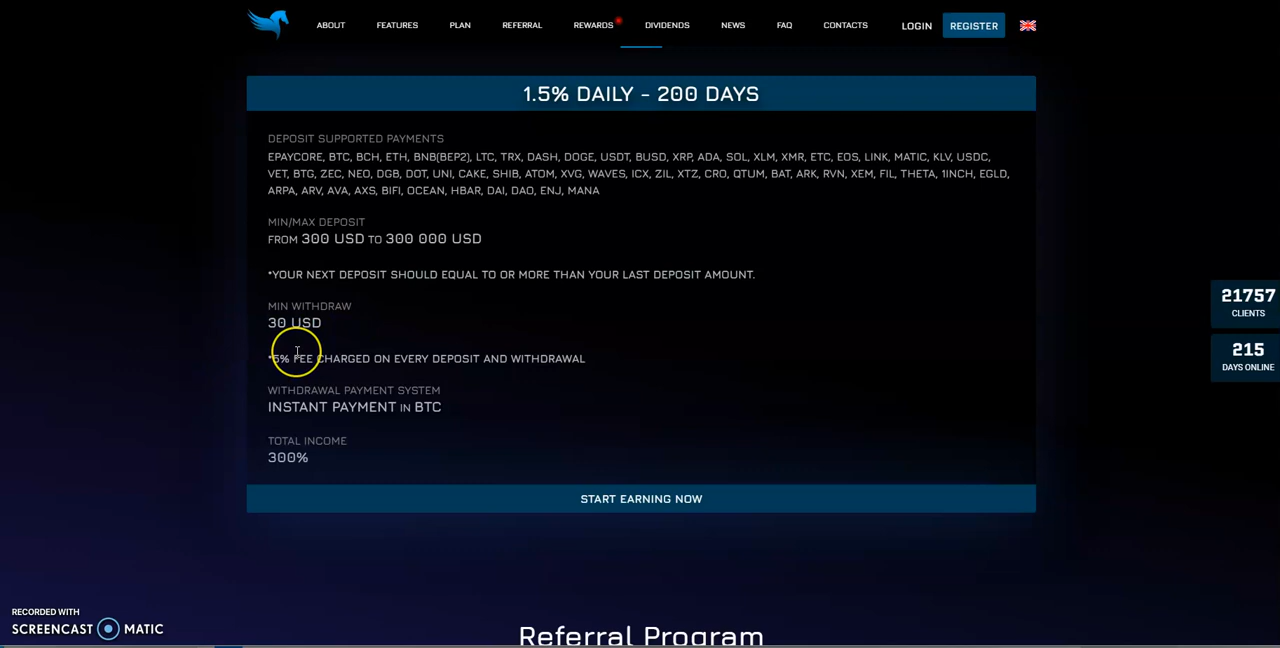 ABOUT FEATURES PLAN REFERRAL REWARDS DIVIDENDS NEWS FAQ CONTACTS LOGIN REGISTER
1.5% DAILY - 200 DAYS
DEPOSIT SUPPORTED PAYMENTS
EPAYCORE, BTC, BCH, ETH, BNB(BEP2), LTC, TRX, DASH, DOGE, USDT, BUSD, XRP, ADA, SOL, XLM, XMR, ETC, EOS, LINK, MATIC, KLV, USDC,
VET, BTG, ZEC, NEO, DGB, DOT, UNI, CAKE, SHIB, ATOM, XVG, WAVES, ICX, ZIL, XTZ, CRO, QTUM, BAT, ARK, RVN, XEM, FIL, THETA, 1INCH, EGLD,
ARPA, ARV, AVA, AXS, BIFI, OCEAN, HBAR, DAI, DAO, ENJ, MANA
MIN/MAX DEPOSIT
FROM 300 USD TO 300 000 USD
*YOUR NEXT DEPOSIT SHOULD EQUAL TO OR MORE THAN YOUR LAST DEPOSIT AMOUNT.
MIN WITHDRAW
30 USD
*5% FEE CHARGED ON EVERY DEPOSIT AND WITHDRAWAL
WITHDRAWAL PAYMENT SYSTEM
INSTANT PAYMENT IN BTC
TOTAL INCOME
300%
START EARNING NOW
21757
CLIENTS
215
DAYS ONLINE
Referral Program
RECORDED WITH
SCREENCAST MATIC